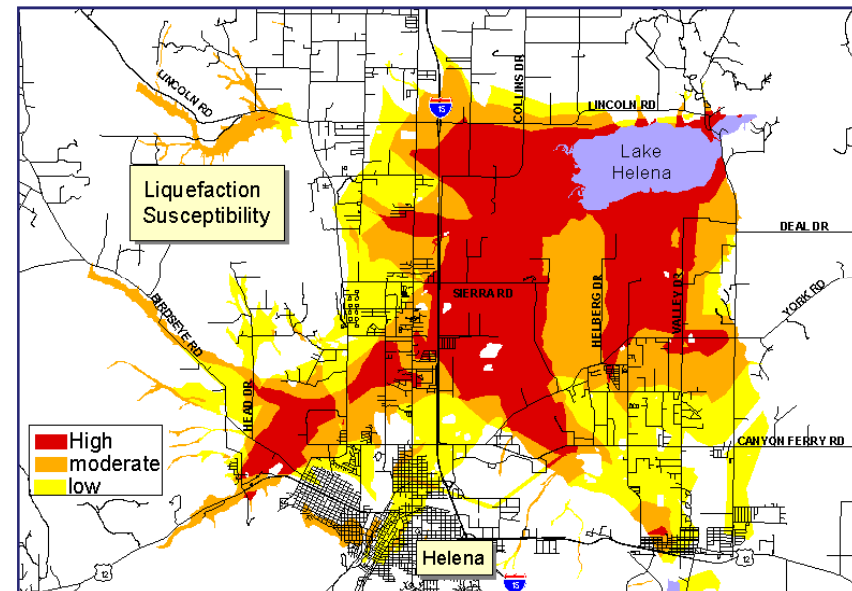 LINCOLN RD
15
COLLINS DR
LINCOLN RD
Lake
Helena
Liquefaction
Susceptibility
DEAL DR
BIRDSEYE RD
SIERRA RD
HELBERG DR
VALLEY DR
YORK RD
HEAD DR
High
moderate
low
CANYON FERRY RD
Helena
12
15
12